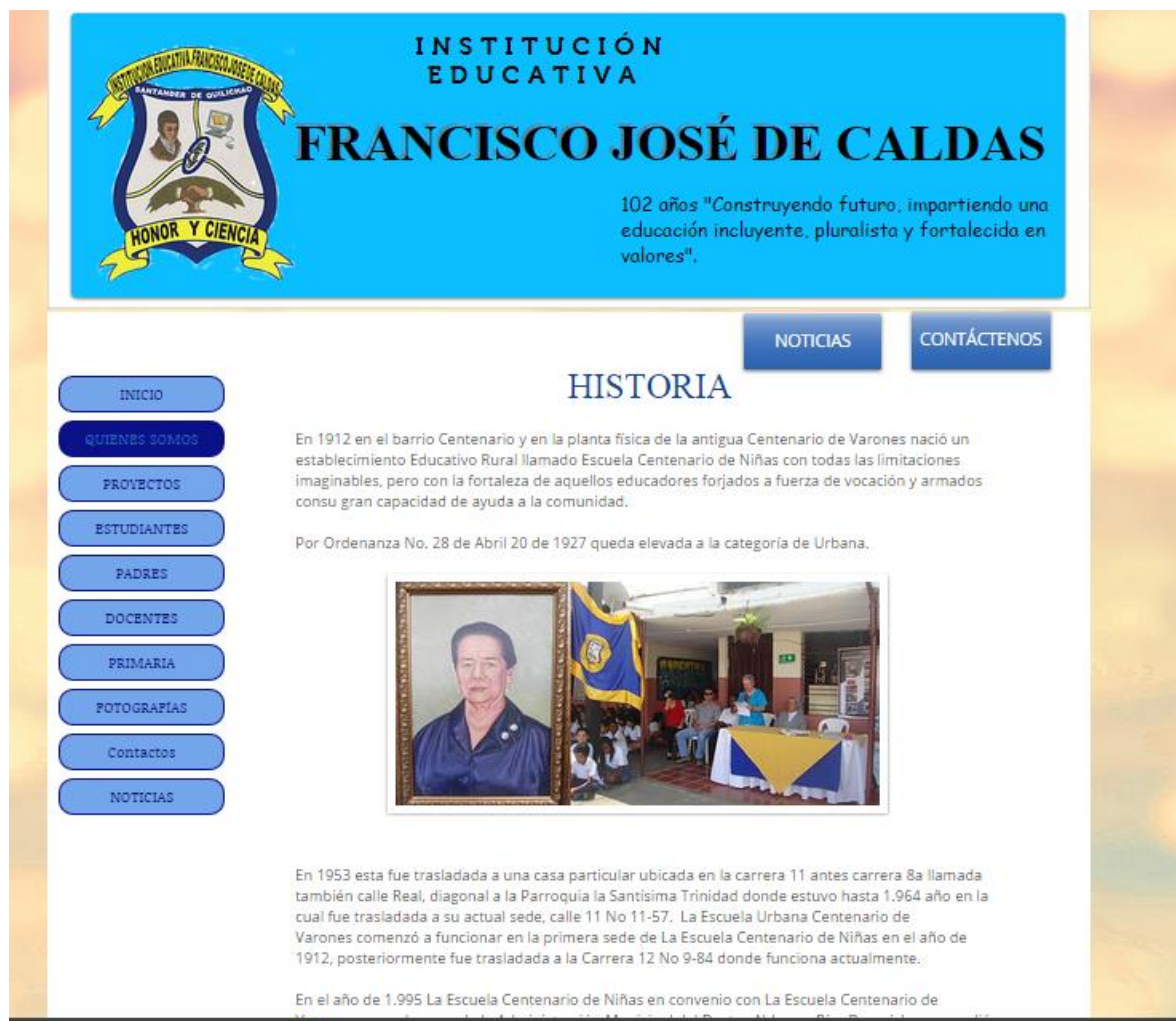 INSTITUCIÓN
EDUCATIVA
FRANCISCO JOSÉ DE CALDAS
102 años "Construyendo futuro, impartiendo una
educación incluyente, pluralista y fortalecida en
valores".
INSTITUCION EDUCATIVA FRANCISCO JOSE DE CALDAS
SANTANDER DE QUILICHAO
HONOR Y CIENCIA
NOTICIAS
CONTÁCTENOS
INICIO
QUIENES SOMOS
PROYECTOS
ESTUDIANTES
PADRES
DOCENTES
PRIMARIA
FOTOGRAFÍAS
Contactos
NOTICIAS
HISTORIA
En 1912 en el barrio Centenario y en la planta física de la antigua Centenario de Varones nació un
establecimiento Educativo Rural llamado Escuela Centenario de Niñas con todas las limitaciones
imaginables, pero con la fortaleza de aquellos educadores forjados a fuerza de vocación y armados
consu gran capacidad de ayuda a la comunidad.
Por Ordenanza No. 28 de Abril 20 de 1927 queda elevada a la categoría de Urbana.
En 1953 esta fue trasladada a una casa particular ubicada en la carrera 11 antes carrera 8a llamada
también calle Real, diagonal a la Parroquia la Santísima Trinidad donde estuvo hasta 1.964 año en la
cual fue trasladada a su actual sede, calle 11 No 11-57. La Escuela Urbana Centenario de
Varones comenzó a funcionar en la primera sede de La Escuela Centenario de Niñas en el año de
1912, posteriormente fue trasladada a la Carrera 12 No 9-84 donde funciona actualmente.
En el año de 1.995 La Escuela Centenario de Niñas en convenio con La Escuela Centenario de